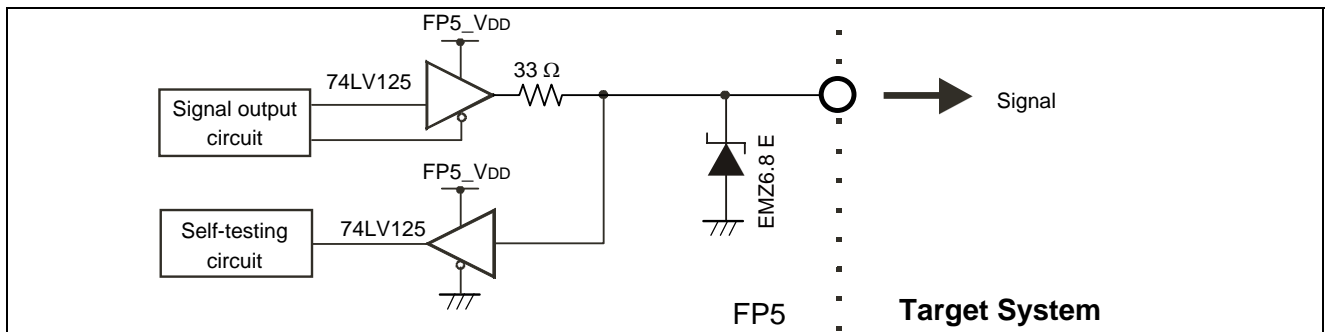 FP5_VDD
74LV125
33 Ω
Signal output
circuit
Signal
EMZ6.8 E
FP5_VDD
74LV125
Self-testing
circuit
FP5
Target System